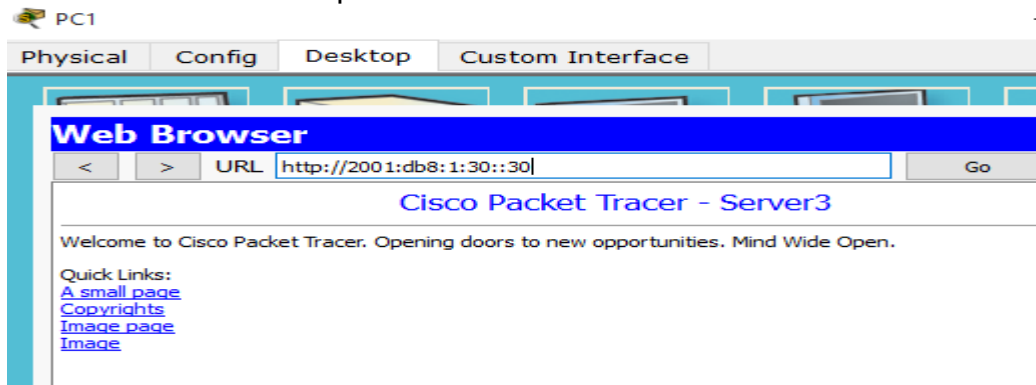 PC1
Physical Config Desktop Custom Interface
Web Browser
< > URL http://2001:db8:1:30::30 Go
Cisco Packet Tracer - Server3
Welcome to Cisco Packet Tracer. Opening doors to new opportunities. Mind Wide Open.
Quick Links:
A small page
Copyrights
Image page
Image